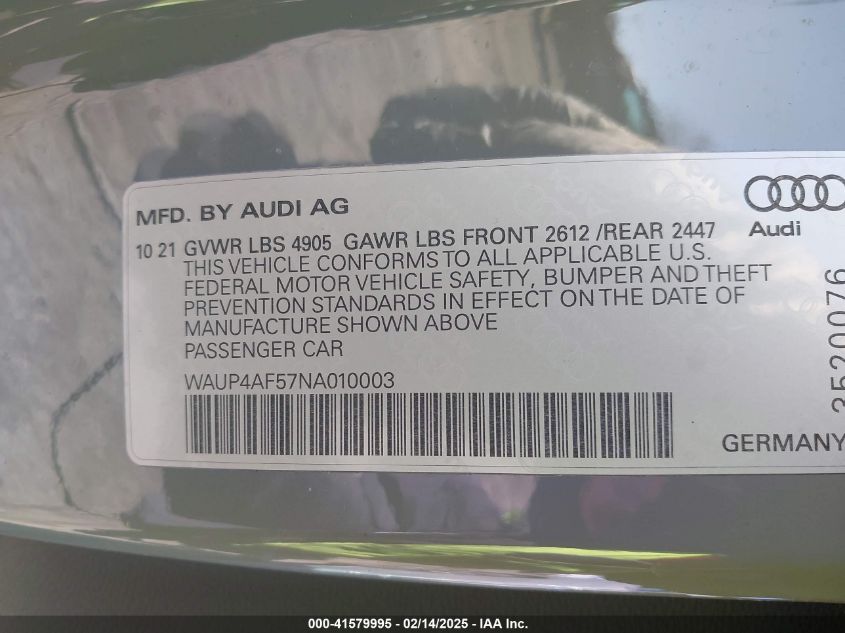 MFD. BY AUDI AG
Audi
10 21 GVWR LBS 4905 GAWR LBS FRONT 2612 /REAR 2447
THIS VEHICLE CONFORMS TO ALL APPLICABLE U.S.
FEDERAL MOTOR VEHICLE SAFETY, BUMPER AND THEFT
PREVENTION STANDARDS IN EFFECT ON THE DATE OF
MANUFACTURE SHOWN ABOVE
PASSENGER CAR
WAUP4AF57NA010003
3520076
GERMANY
000-41579995 - 02/14/2025 - IAA Inc.